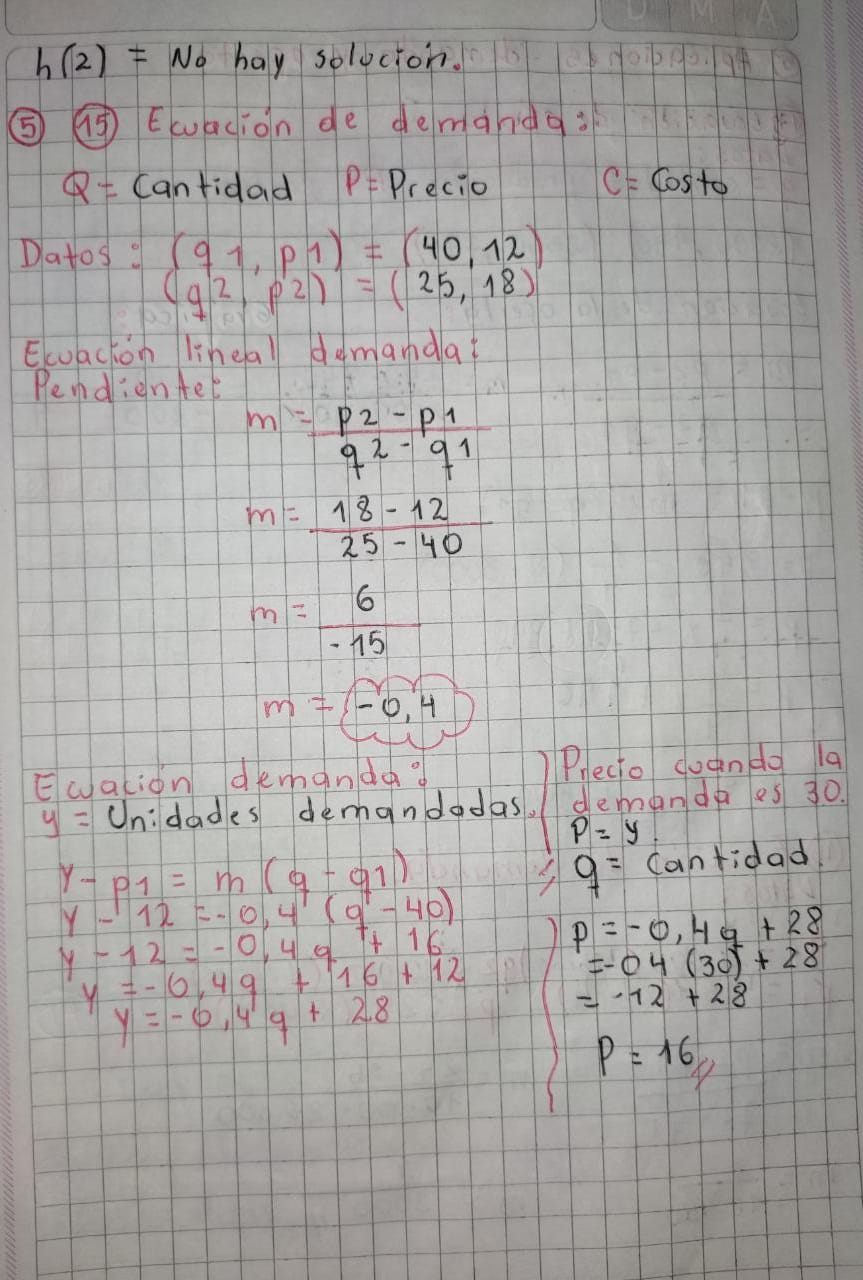 D M A
h(2) = No hay solución.
⑤ ⑮ Ecuación de demanda:
Q= Cantidad P= Precio C= Costo
Datos: (q1, p1) = (40, 12)
(q2, p2) = (25, 18)
Ecuación lineal demanda:
Pendiente:
m = p2 - p1
q2 - q1
m = 18 - 12
25 - 40
m = 6
-15
m = -0,4
Ecuación demanda:
y = Unidades demandadas.
y - p1 = m (q - q1)
y - 12 = -0,4 (q - 40)
y - 12 = -0,4q + 16
y = -0,4q + 16 + 12
y = -0,4q + 28
Precio cuando la
demanda es 30.
P = y.
q = Cantidad.
P = -0,4q + 28
= -04 (30) + 28
= -12 + 28
P = 16